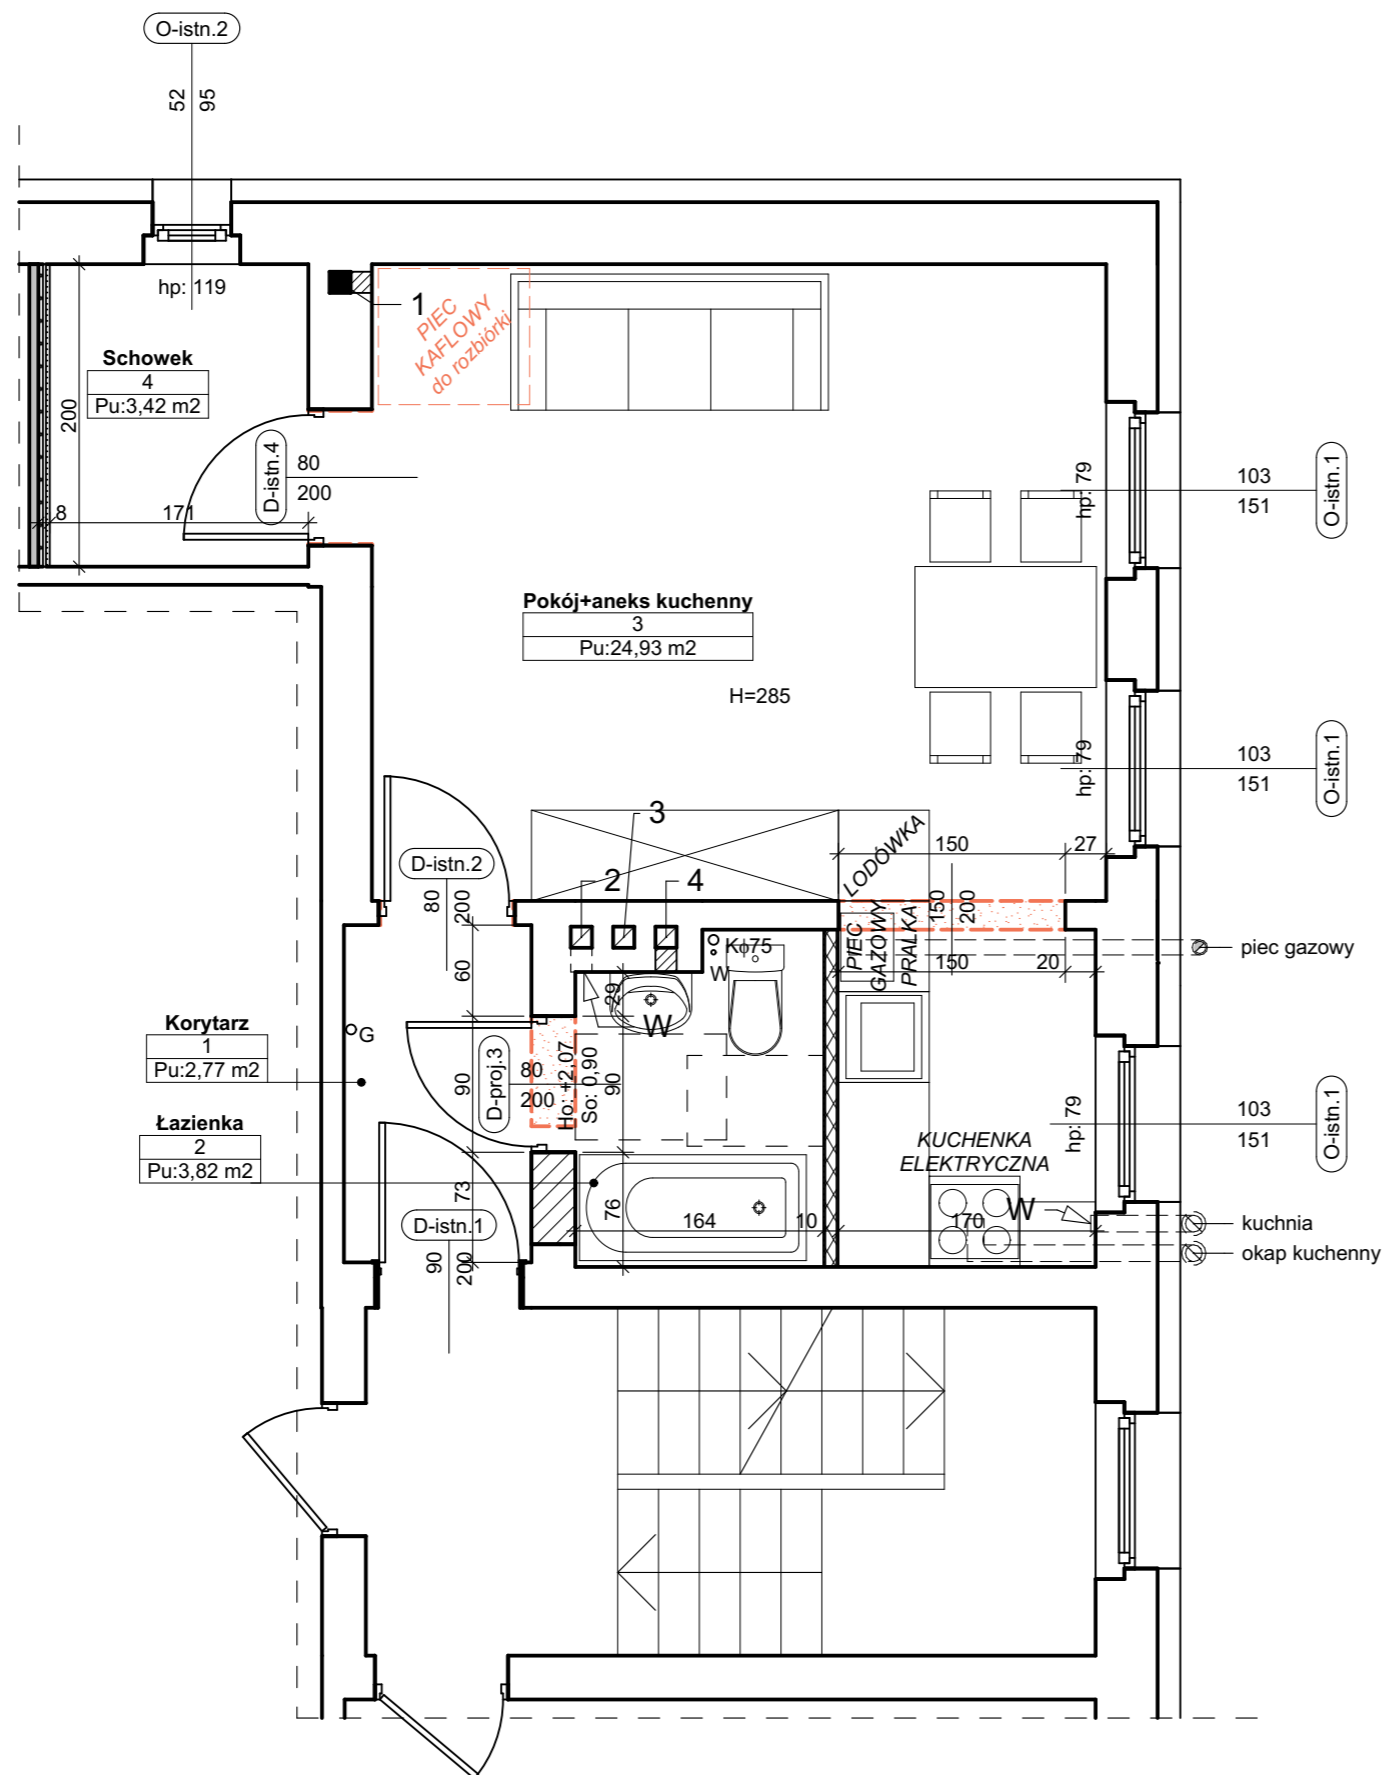 O-istn.2
52
95
hp: 119
1
PIEC
KAFLOWY
do rozbiórki
Schowek
4
Pu:3,42 m2
200
D-istn.4
80
200
8
171
hp: 79
103
151
O-istn.1
Pokój+aneks kuchenny
3
Pu:24,93 m2
H=285
hp: 79
103
151
O-istn.1
3
2
4
LODÓWKA
150
27
D-istn.2
80
200
150
200
Kϕ75
W
PIEC
GAZOWY
PRALKA
piec gazowy
150
20
60
29
W
G
Korytarz
1
Pu:2,77 m2
90
D-proj.3
80
200
Ho: +2,07
So: 0,90
90
hp: 79
103
151
O-istn.1
Łazienka
2
Pu:3,82 m2
KUCHENKA
ELEKTRYCZNA
73
76
164
10
170
W
kuchnia
okap kuchenny
D-istn.1
90
200